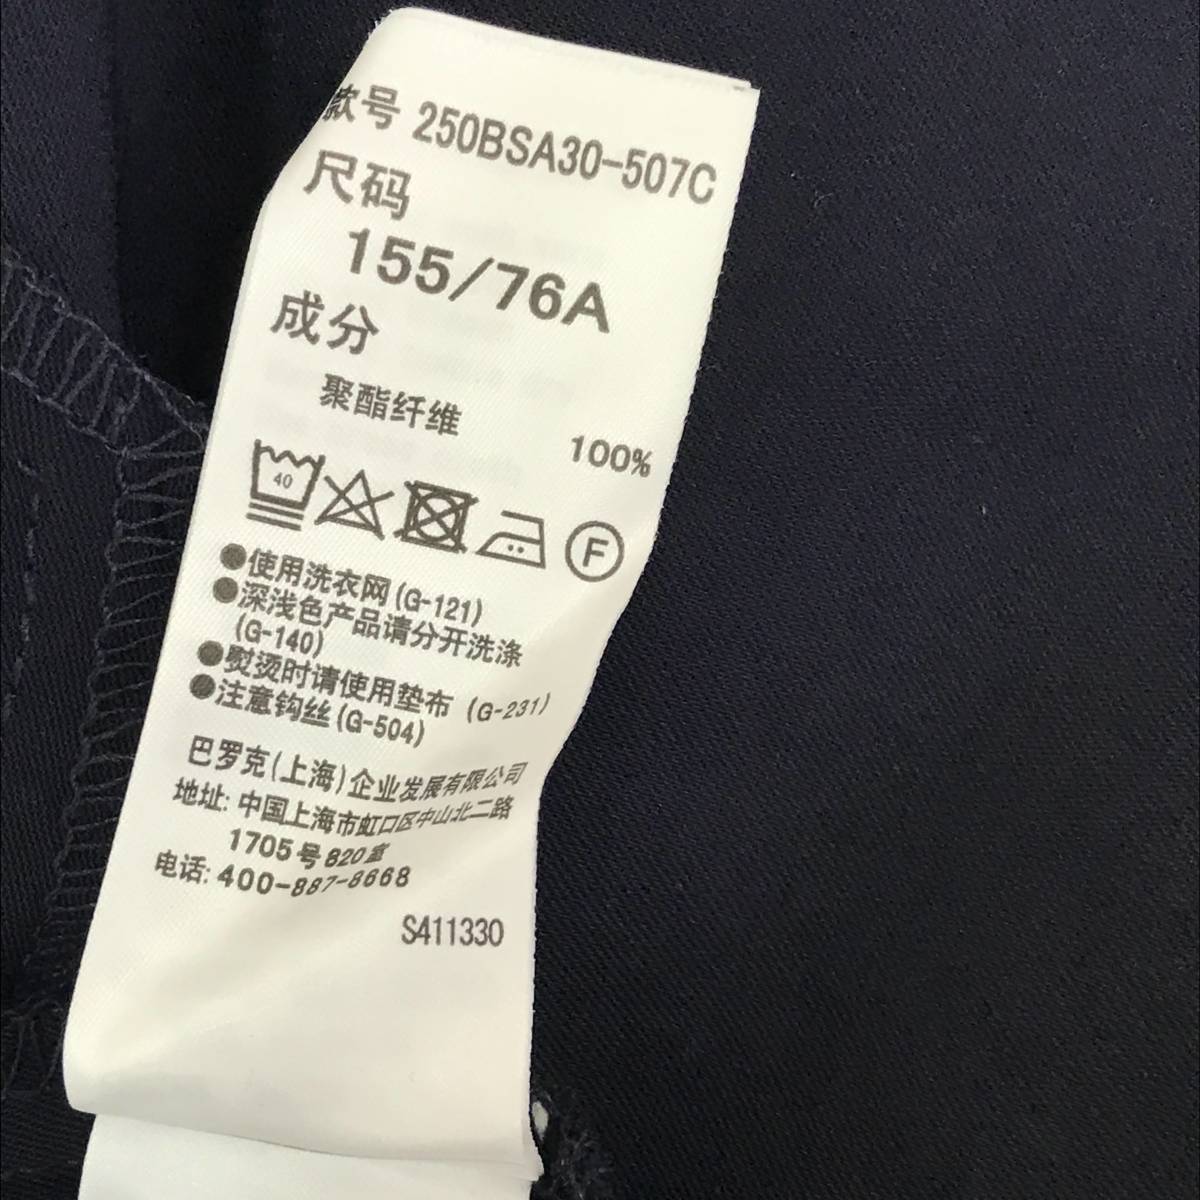 款号 250BSA30-507C
尺码
155/76A
成分
聚酯纤维 100%
40 F
●使用洗衣网(G-121)
●深浅色产品请分开洗涤
(G-140)
●熨烫时请使用垫布 (G-231)
●注意钩丝(G-504)
巴罗克(上海)企业发展有限公司
地址: 中国上海市虹口区中山北二路
1705号820室
电话: 400-887-8668
S411330